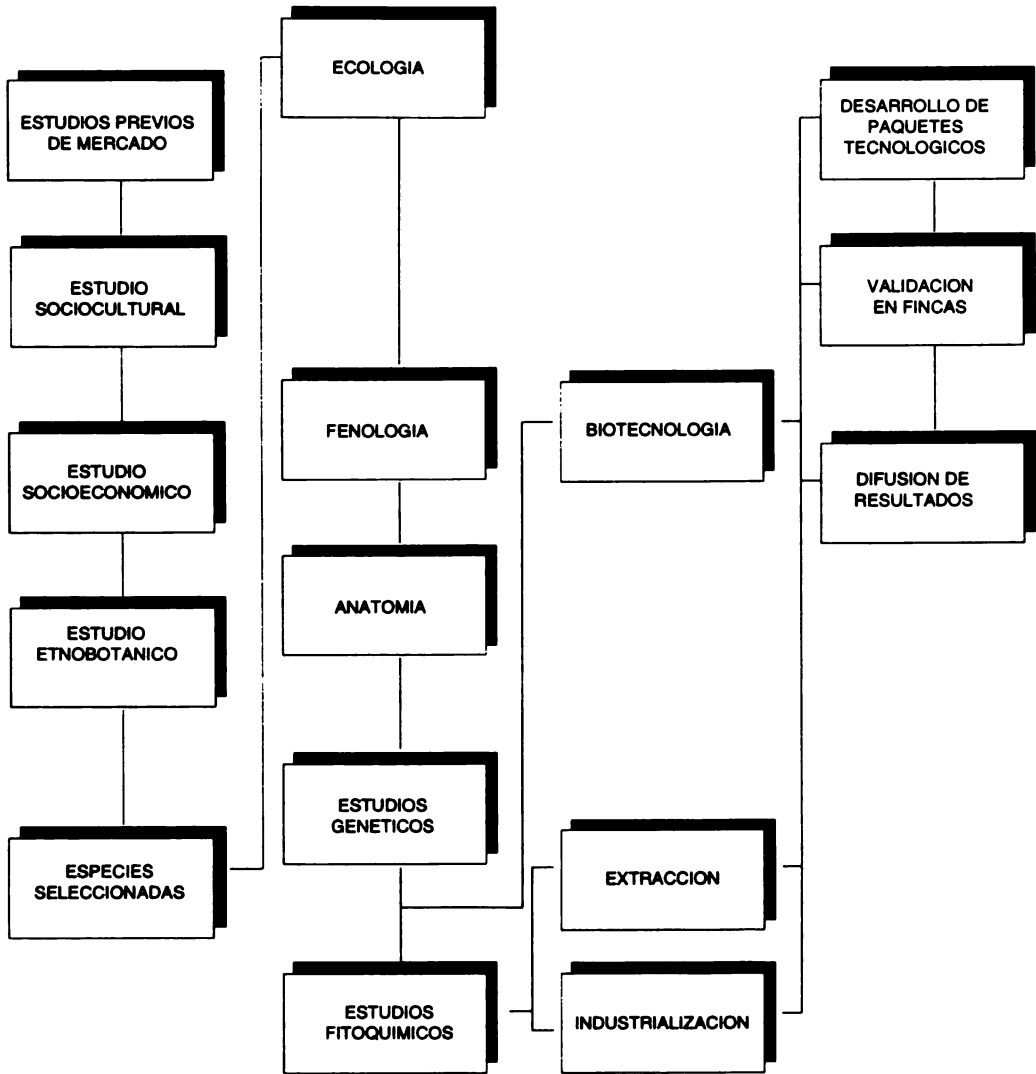 ESTUDIOS PREVIOS
DE MERCADO
ESTUDIO
SOCIOCULTURAL
ESTUDIO
SOCIOECONOMICO
ESTUDIO
ETNOBOTANICO
ESPECIES
SELECCIONADAS
ECOLOGIA
FENOLOGIA
ANATOMIA
ESTUDIOS
GENETICOS
ESTUDIOS
FITOQUIMICOS
BIOTECNOLOGIA
EXTRACCION
INDUSTRIALIZACION
DESARROLLO DE
PAQUETES
TECNOLOGICOS
VALIDACION
EN FINCAS
DIFUSION DE
RESULTADOS